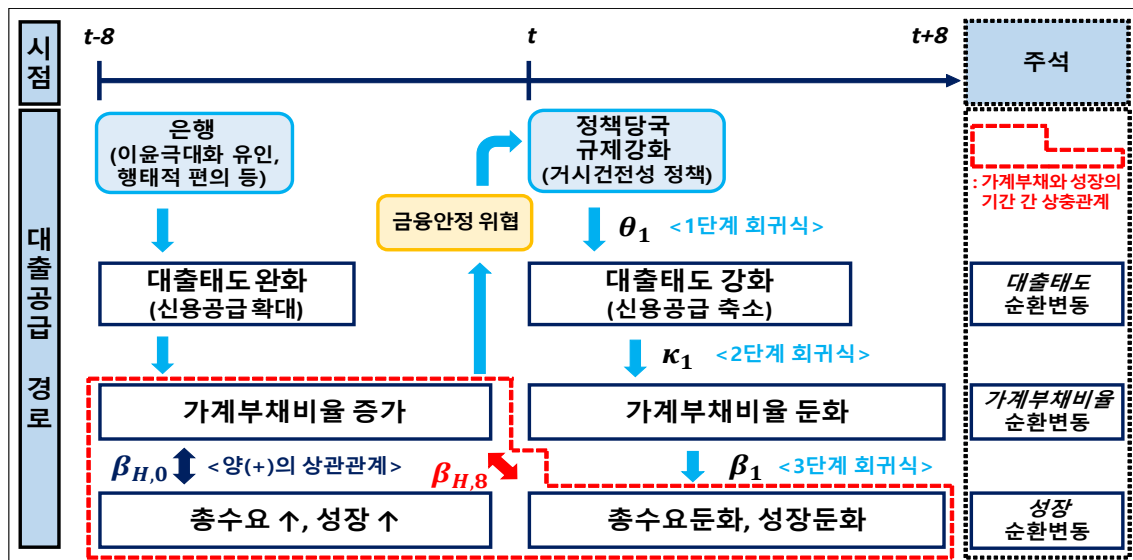 시점
t-8
t
t+8
주석
대출공급 경로
은행
(이윤극대화 유인,
행태적 편의 등)
정책당국
규제강화
(거시건전성 정책)
: 가계부채와 성장의
기간 간 상충관계
금융안정 위협
θ₁ <1단계 회귀식>
대출태도 완화
(신용공급 확대)
대출태도 강화
(신용공급 축소)
대출태도
순환변동
κ₁ <2단계 회귀식>
가계부채비율 증가
가계부채비율 둔화
가계부채비율
순환변동
β_{H,0} <양(+)의 상관관계>
β_{H,8}
β₁ <3단계 회귀식>
총수요 ↑, 성장 ↑
총수요둔화, 성장둔화
성장
순환변동